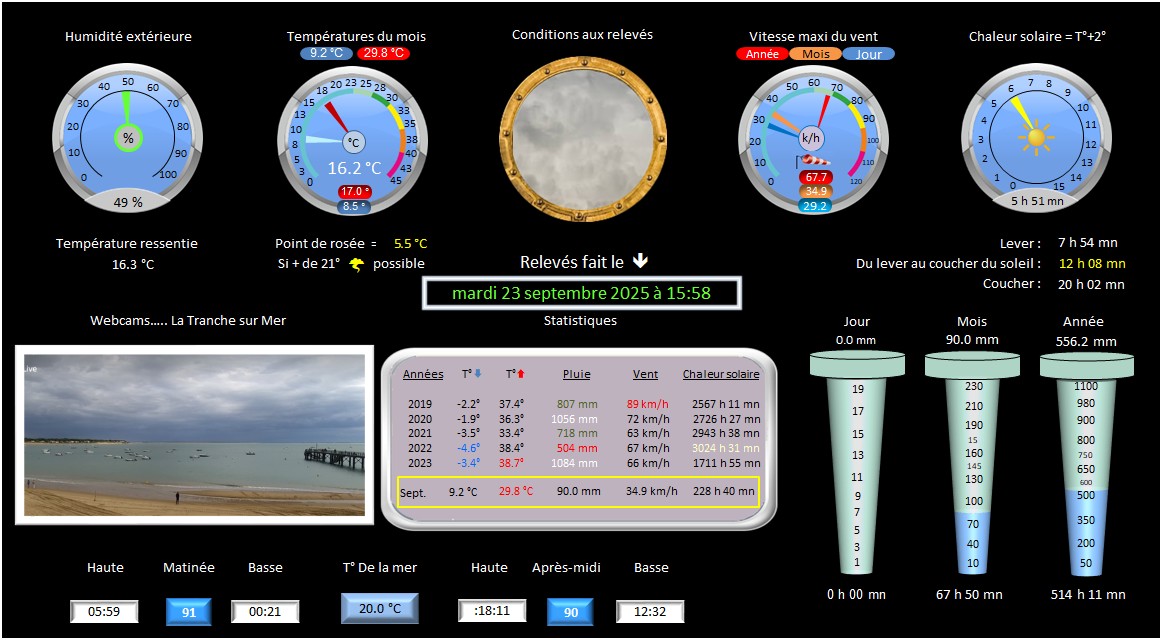 Humidité extérieure
Températures du mois
Conditions aux relevés
Vitesse maxi du vent
Chaleur solaire = T°+2°
9.2 °C 29.8 °C
Année Mois Jour
0 10 20 30 40 50 60 70 80 90 100
%
49 %
0 3 5 8 10 13 15 18 20 23 25 28 30 33 35 38 40 43 45
°C
16.2 °C
17.0 °
8.5 °
0 10 20 30 40 50 60 70 80 90 100 110 120
k/h
67.7
34.9
29.2
0 1 2 3 4 5 6 7 8 9 10 11 12 13 14 15
5 h 51 mn
Température ressentie
16.3 °C
Point de rosée = 5.5 °C
Si + de 21° possible
Relevés fait le
mardi 23 septembre 2025 à 15:58
Lever : 7 h 54 mn
Du lever au coucher du soleil : 12 h 08 mn
Coucher : 20 h 02 mn
Webcams..... La Tranche sur Mer
Live
Statistiques
Années T° T° Pluie Vent Chaleur solaire
2019 -2.2° 37.4° 807 mm 89 km/h 2567 h 11 mn
2020 -1.9° 36.3° 1056 mm 72 km/h 2726 h 27 mn
2021 -3.5° 33.4° 718 mm 63 km/h 2943 h 38 mn
2022 -4.6° 38.4° 504 mm 67 km/h 3024 h 31 mn
2023 -3.4° 38.7° 1084 mm 66 km/h 1711 h 55 mn
Sept. 9.2 °C 29.8 °C 90.0 mm 34.9 km/h 228 h 40 mn
Jour
0.0 mm
19
17
15
13
11
9
7
5
3
1
0 h 00 mn
Mois
90.0 mm
230
210
190
15
160
145
130
100
70
40
10
67 h 50 mn
Année
556.2 mm
1100
980
900
800
750
650
600
500
350
200
50
514 h 11 mn
Haute Matinée Basse
05:59 91 00:21
T° De la mer
20.0 °C
Haute Après-midi Basse
:18:11 90 12:32